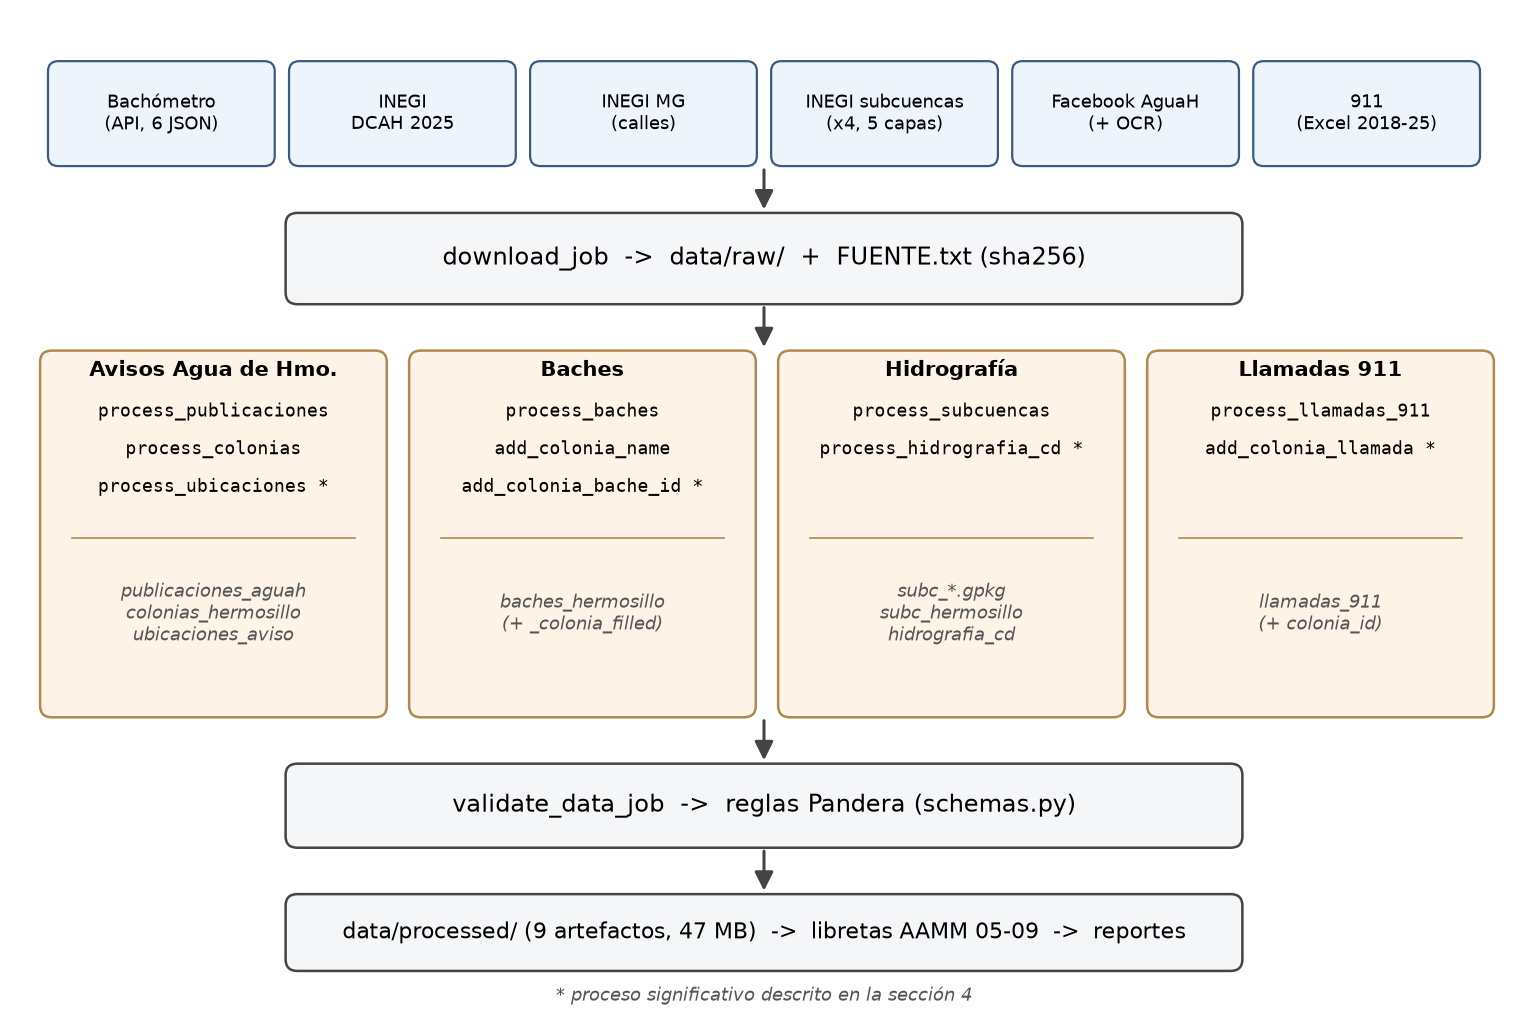 Bachómetro
(API, 6 JSON)
INEGI
DCAH 2025
INEGI MG
(calles)
INEGI subcuencas
(x4, 5 capas)
Facebook AguaH
(+ OCR)
911
(Excel 2018-25)
download_job -> data/raw/ + FUENTE.txt (sha256)
Avisos Agua de Hmo.
process_publicaciones
process_colonias
process_ubicaciones *
publicaciones_aguah
colonias_hermosillo
ubicaciones_aviso
Baches
process_baches
add_colonia_name
add_colonia_bache_id *
baches_hermosillo
(+ _colonia_filled)
Hidrografía
process_subcuencas
process_hidrografia_cd *
subc_*.gpkg
subc_hermosillo
hidrografia_cd
Llamadas 911
process_llamadas_911
add_colonia_llamada *
llamadas_911
(+ colonia_id)
validate_data_job -> reglas Pandera (schemas.py)
data/processed/ (9 artefactos, 47 MB) -> libretas AAMM 05-09 -> reportes
* proceso significativo descrito en la sección 4